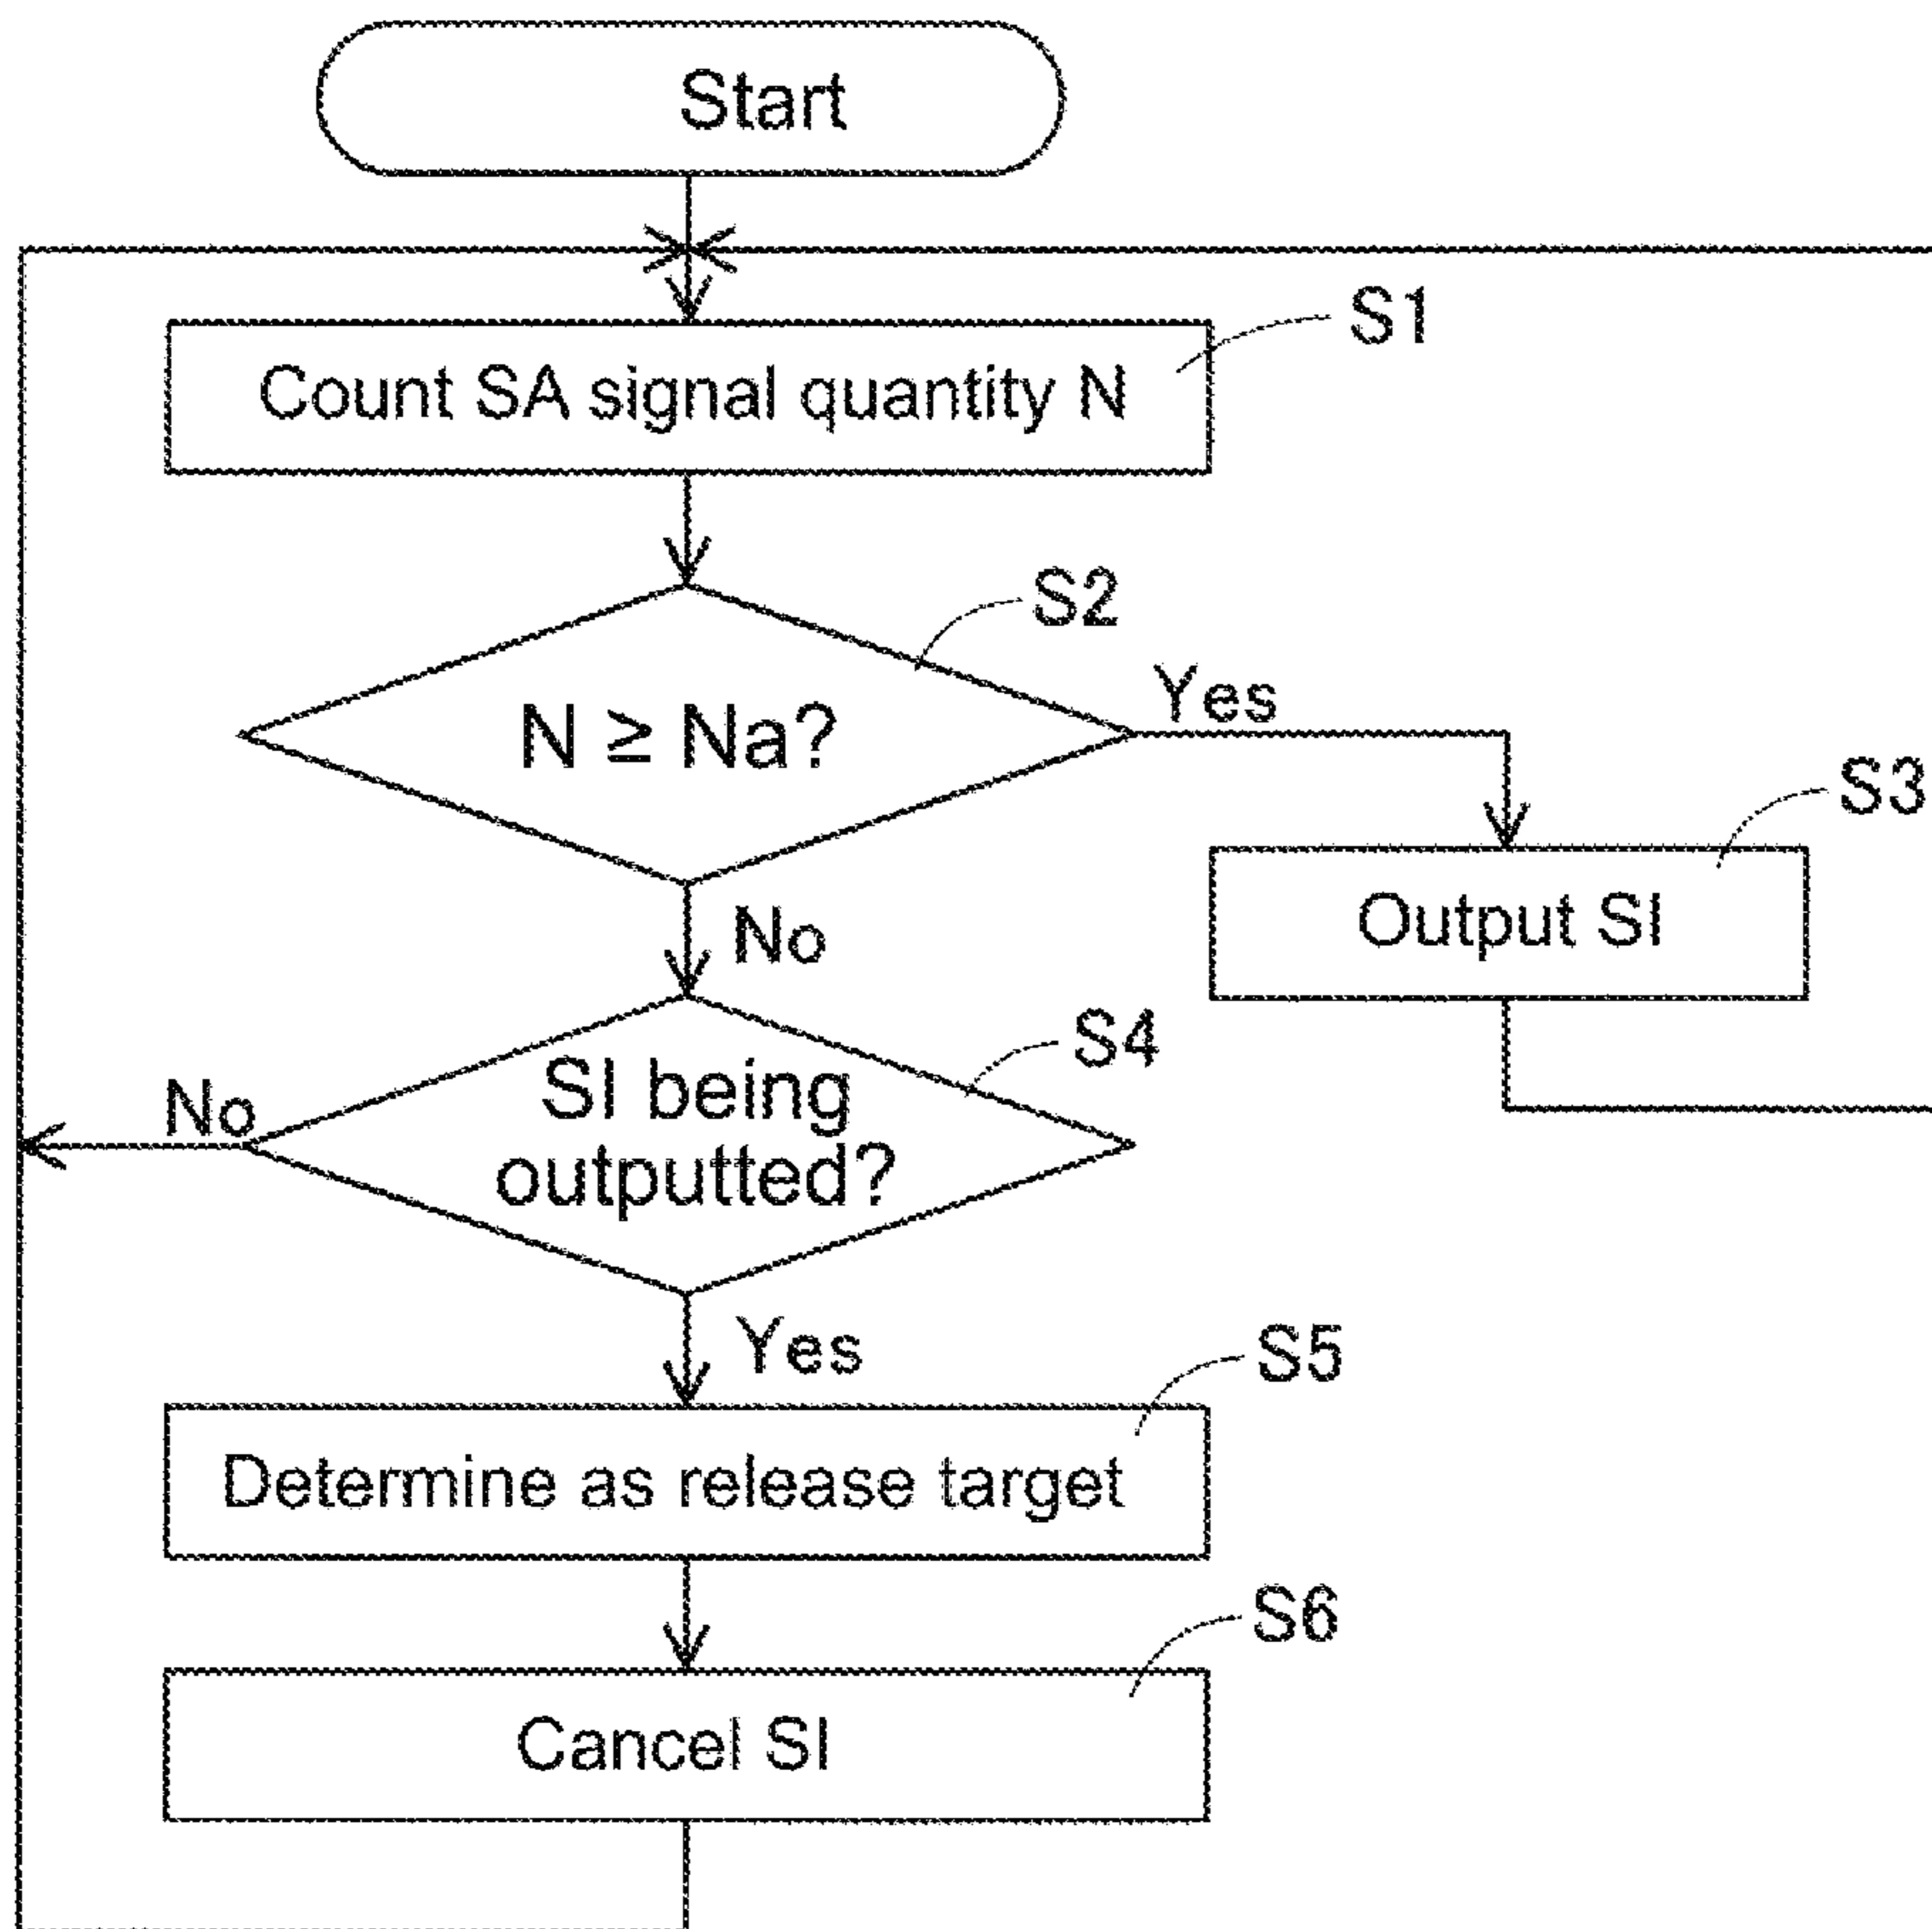 Start
S1
Count SA signal quantity N
S2
N ≥ Na?
Yes
S3
Output SI
No
S4
SI being
outputted?
No
Yes
S5
Determine as release target
S6
Cancel SI